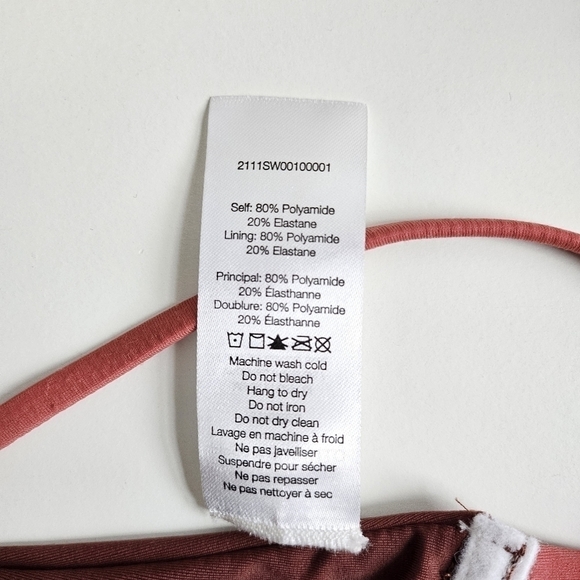 2111SW00100001
Self: 80% Polyamide
20% Elastane
Lining: 80% Polyamide
20% Elastane
Principal: 80% Polyamide
20% Élasthanne
Doublure: 80% Polyamide
20% Élasthanne
Machine wash cold
Do not bleach
Hang to dry
Do not iron
Do not dry clean
Lavage en machine à froid
Ne pas javelliser
Suspendre pour sécher
Ne pas repasser
Ne pas nettoyer à sec